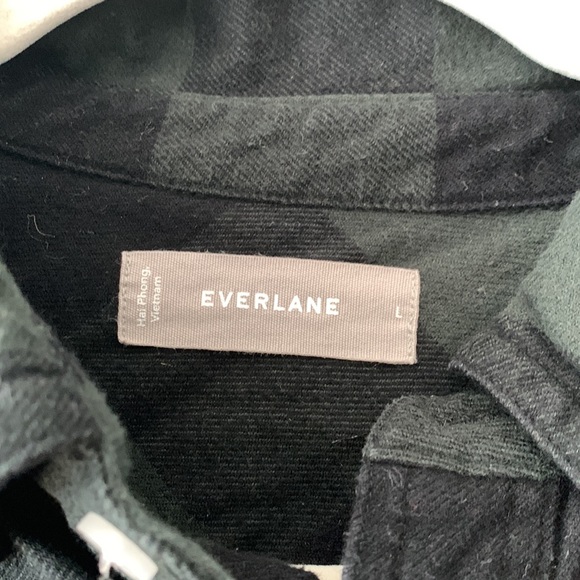 Hai Phong,
Vietnam
EVERLANE
L